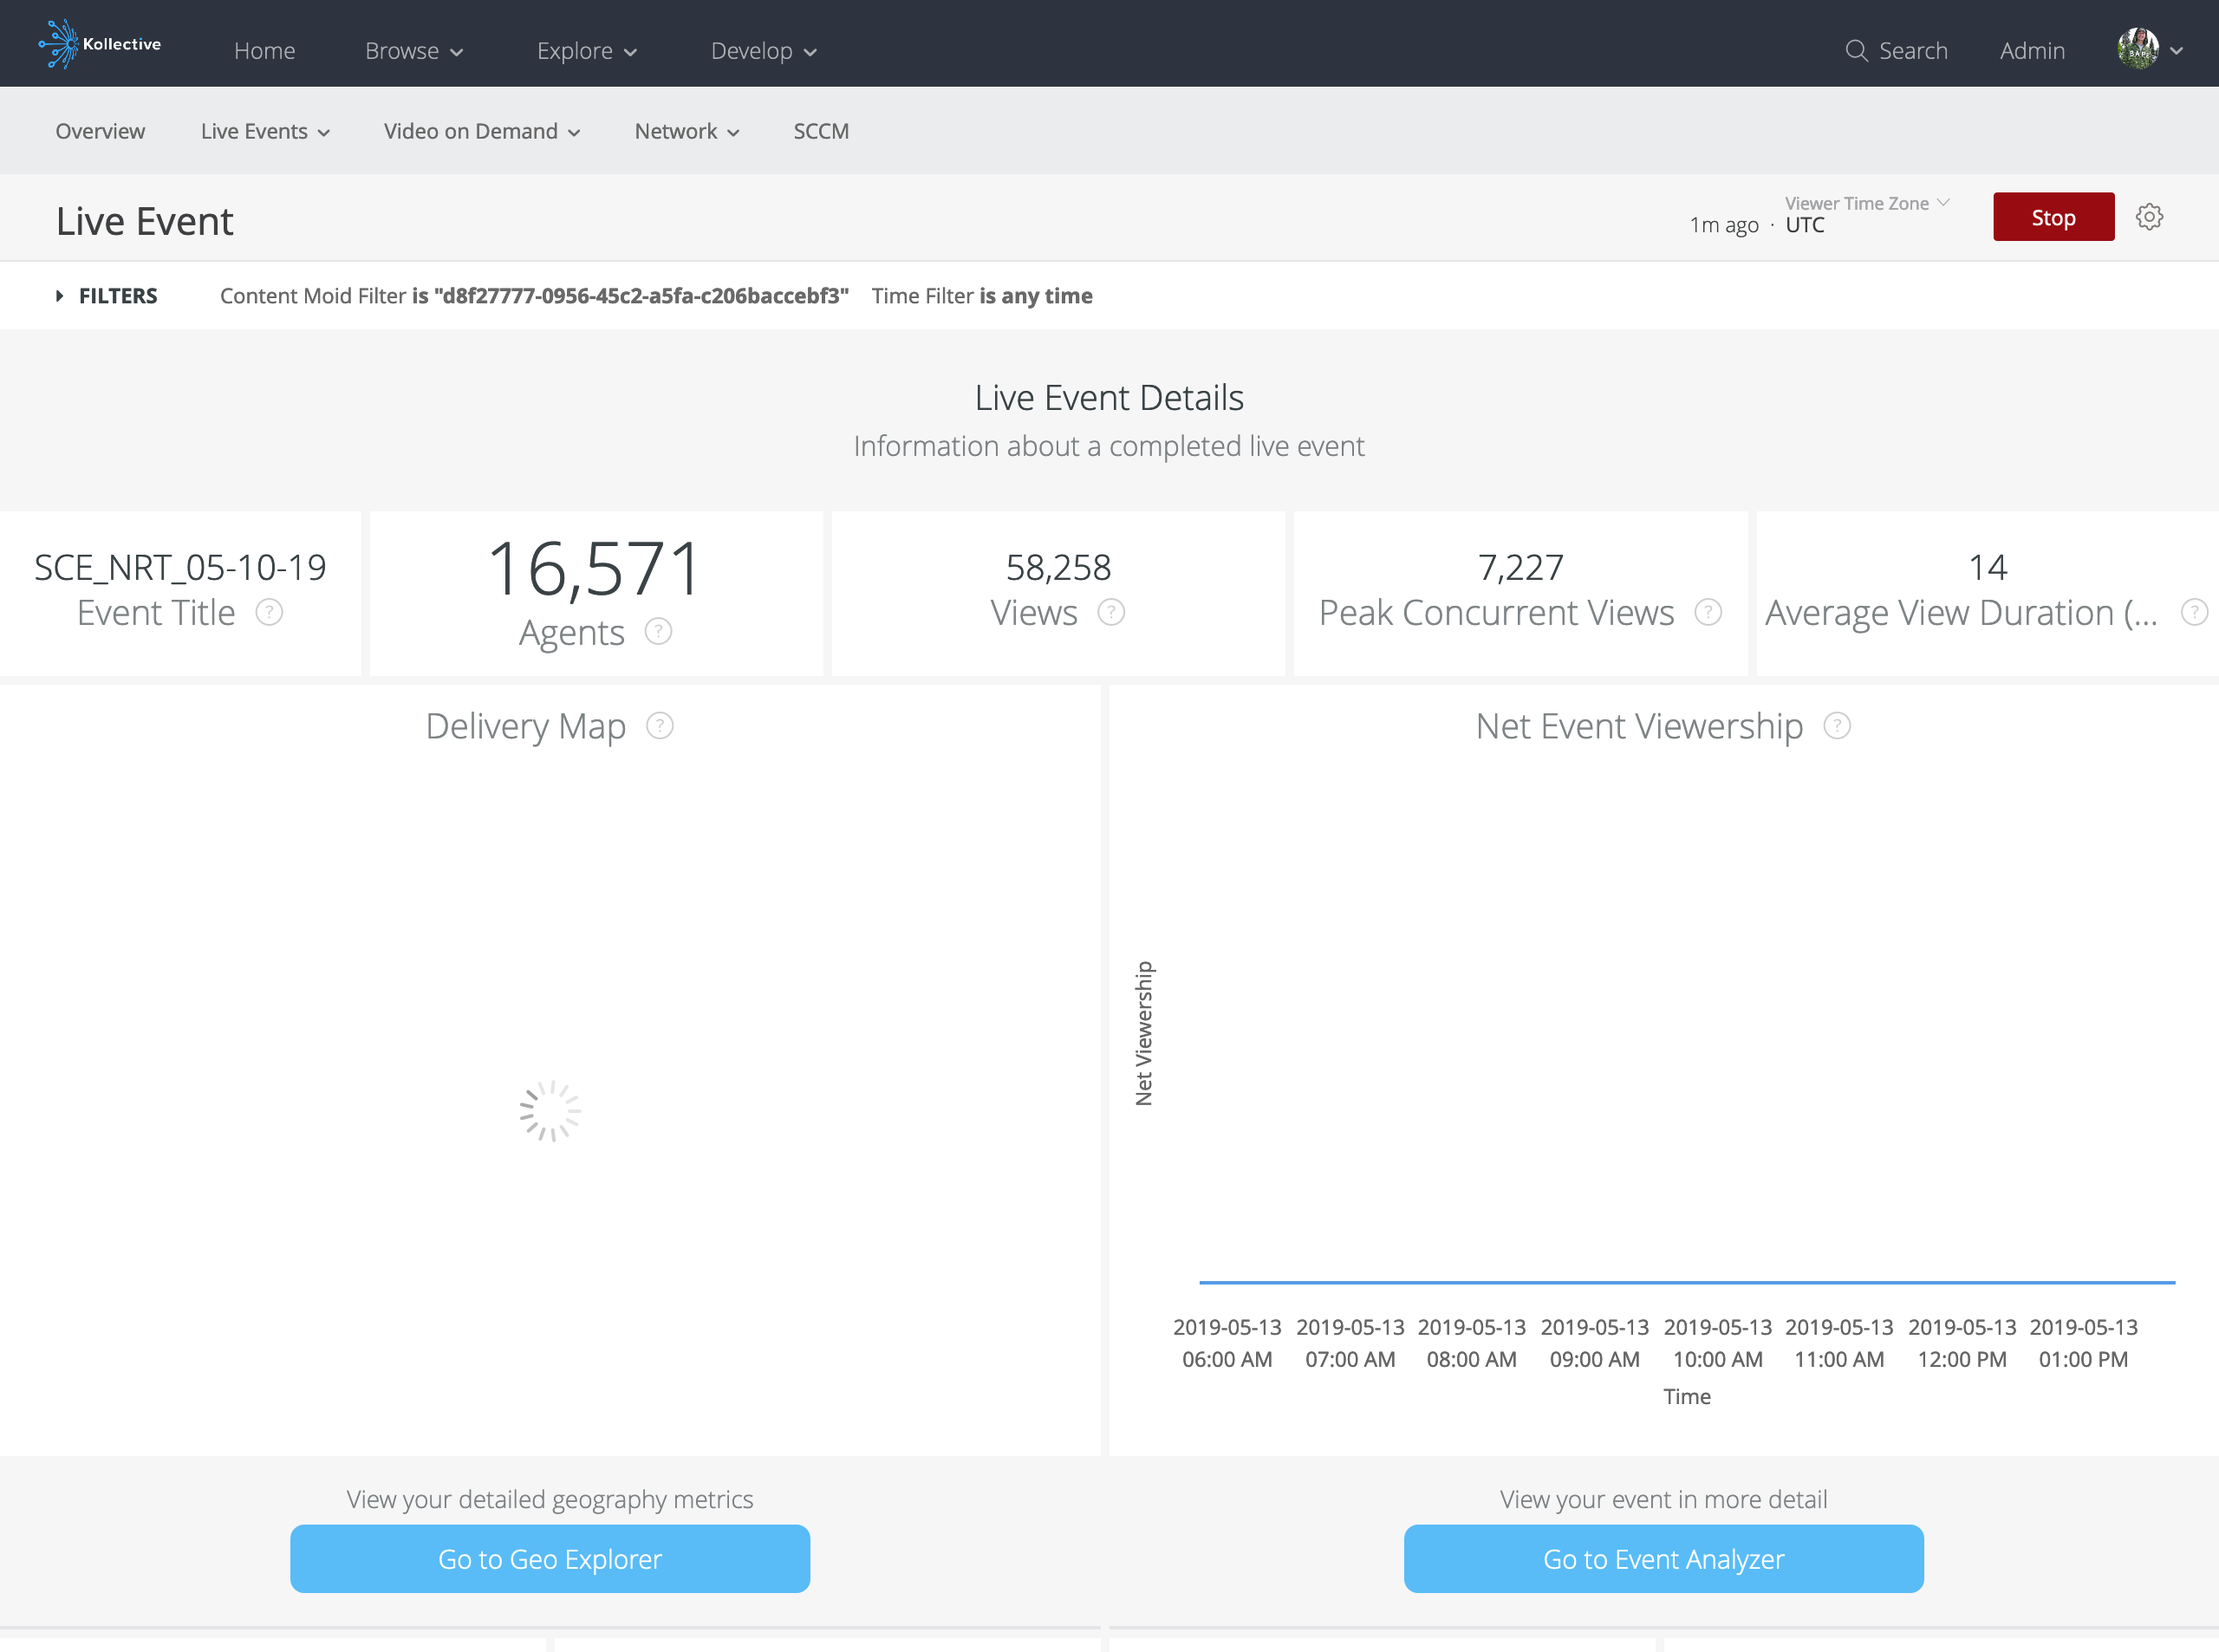 Kollective
Home Browse Explore Develop Search Admin
Overview Live Events Video on Demand Network SCCM
Live Event
Viewer Time Zone
1m ago · UTC
Stop
FILTERS Content Moid Filter is "d8f27777-0956-45c2-a5fa-c206baccebf3" Time Filter is any time
Live Event Details
Information about a completed live event
SCE_NRT_05-10-19
Event Title ?
16,571
Agents ?
58,258
Views ?
7,227
Peak Concurrent Views ?
14
Average View Duration (... ?
Delivery Map ?
Net Event Viewership ?
Net Viewership
2019-05-13 2019-05-13 2019-05-13 2019-05-13 2019-05-13 2019-05-13 2019-05-13 2019-05-13
06:00 AM 07:00 AM 08:00 AM 09:00 AM 10:00 AM 11:00 AM 12:00 PM 01:00 PM
Time
View your detailed geography metrics
Go to Geo Explorer
View your event in more detail
Go to Event Analyzer